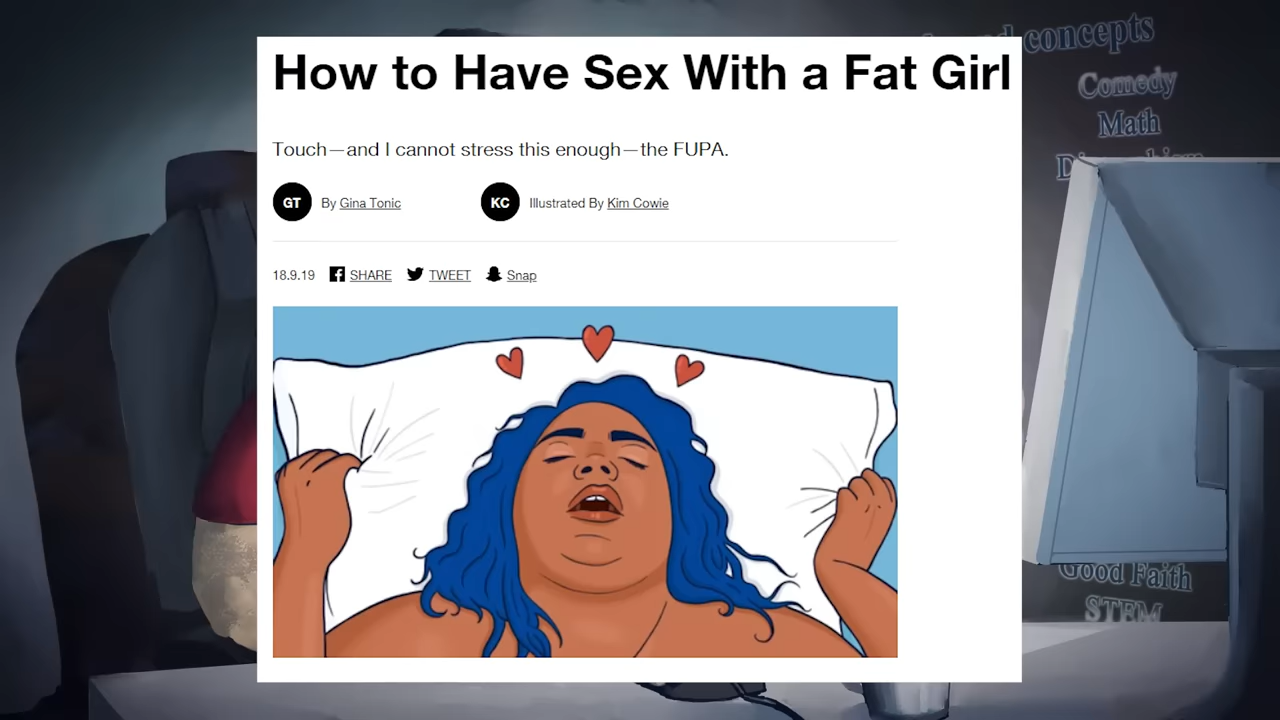 How to Have Sex With a Fat Girl
Touch—and I cannot stress this enough—the FUPA.
GT By Gina Tonic KC Illustrated By Kim Cowie
18.9.19 SHARE TWEET Snap
concepts
Comedy
Math
Good Faith
STEM